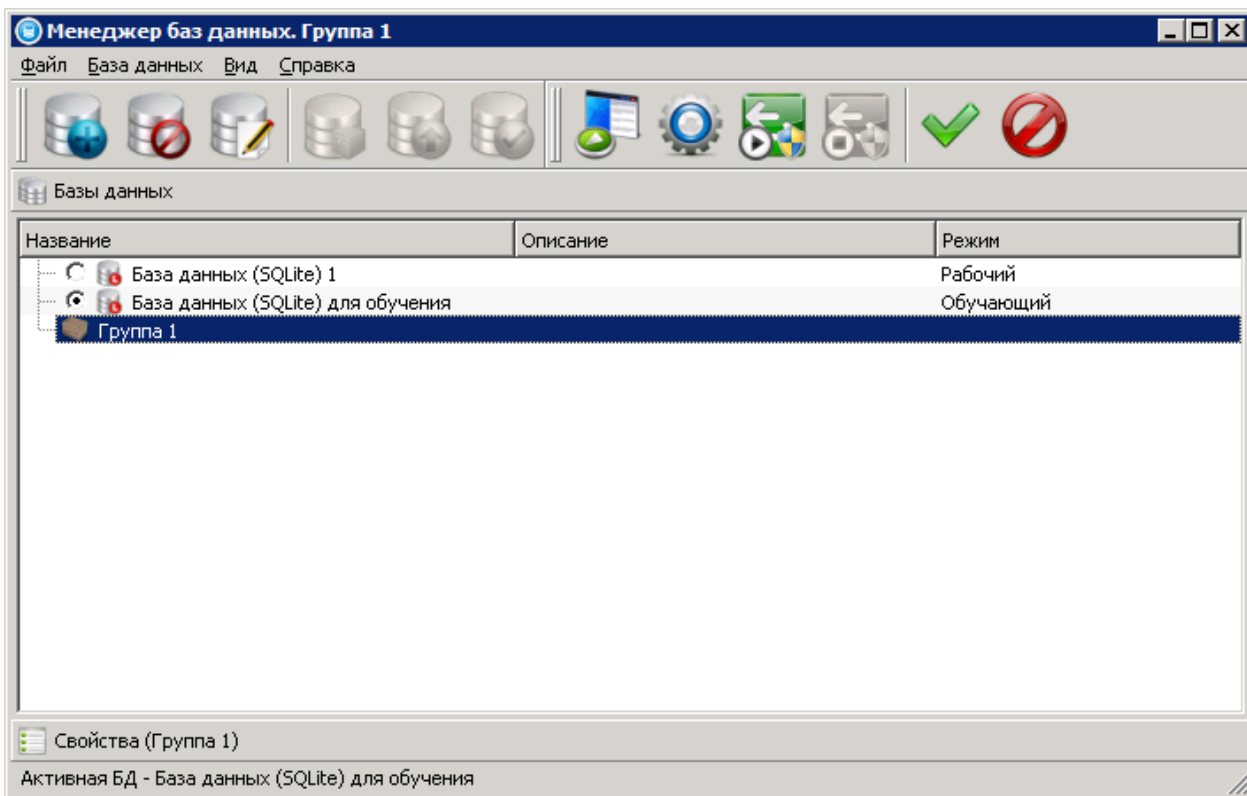 Менеджер баз данных. Группа 1
Файл База данных Вид Справка
Базы данных
Название Описание Режим
База данных (SQLite) 1 Рабочий
База данных (SQLite) для обучения Обучающий
Группа 1
Свойства (Группа 1)
Активная БД - База данных (SQLite) для обучения